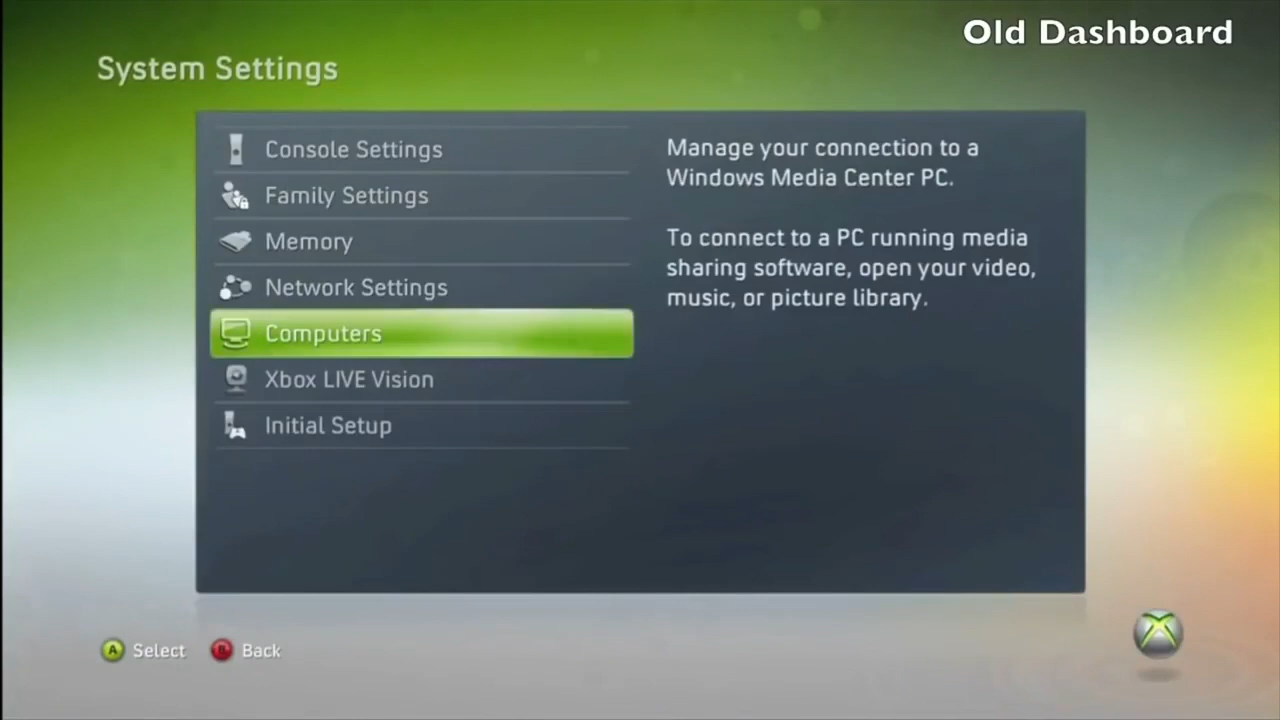 Old Dashboard
System Settings
Console Settings
Family Settings
Memory
Network Settings
Computers
Xbox LIVE Vision
Initial Setup
Manage your connection to a
Windows Media Center PC.
To connect to a PC running media
sharing software, open your video,
music, or picture library.
A Select B Back